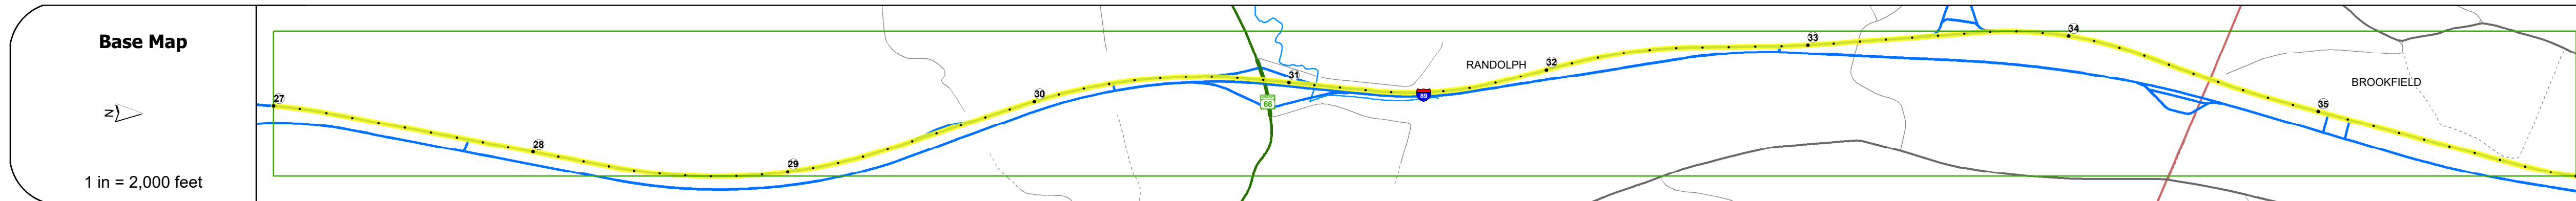 Base Map
N
1 in = 2,000 feet
27
28
29
30
31
66
89
RANDOLPH
32
33
34
35
BROOKFIELD